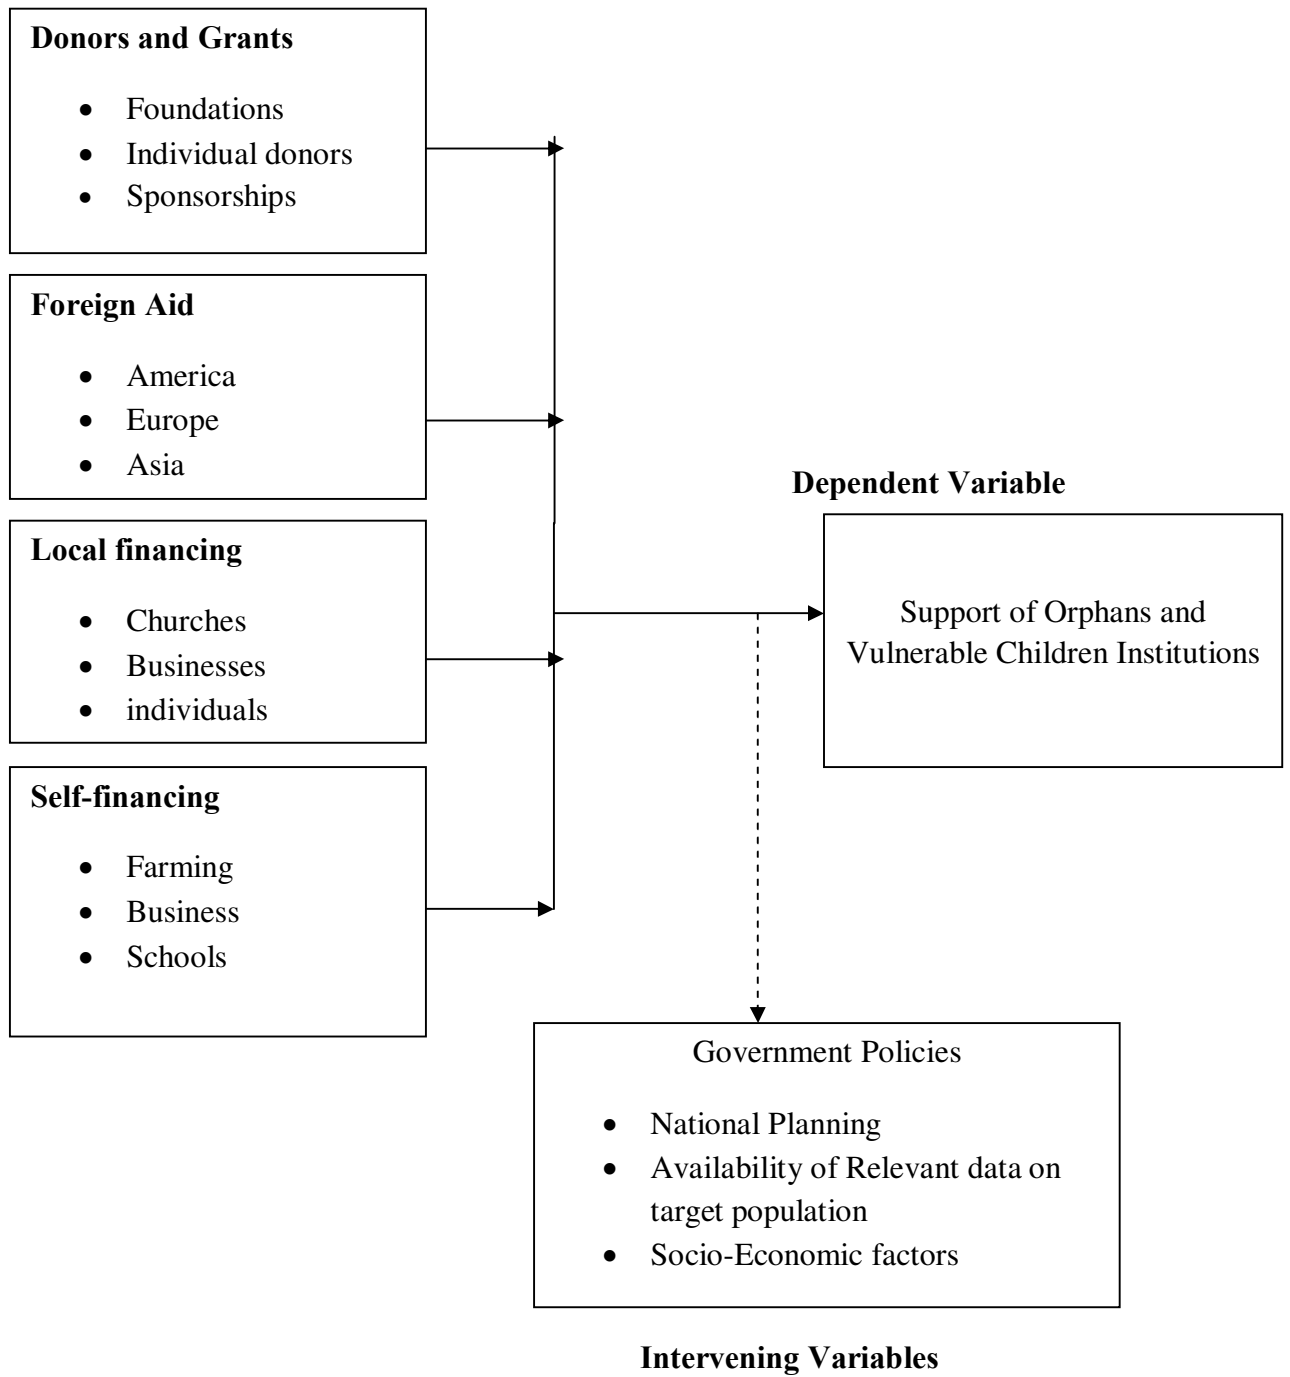 Donors and Grants
• Foundations
• Individual donors
• Sponsorships
Foreign Aid
• America
• Europe
• Asia
Local financing
• Churches
• Businesses
• individuals
Self-financing
• Farming
• Business
• Schools
Dependent Variable
Support of Orphans and
Vulnerable Children Institutions
Government Policies
• National Planning
• Availability of Relevant data on
target population
• Socio-Economic factors
Intervening Variables